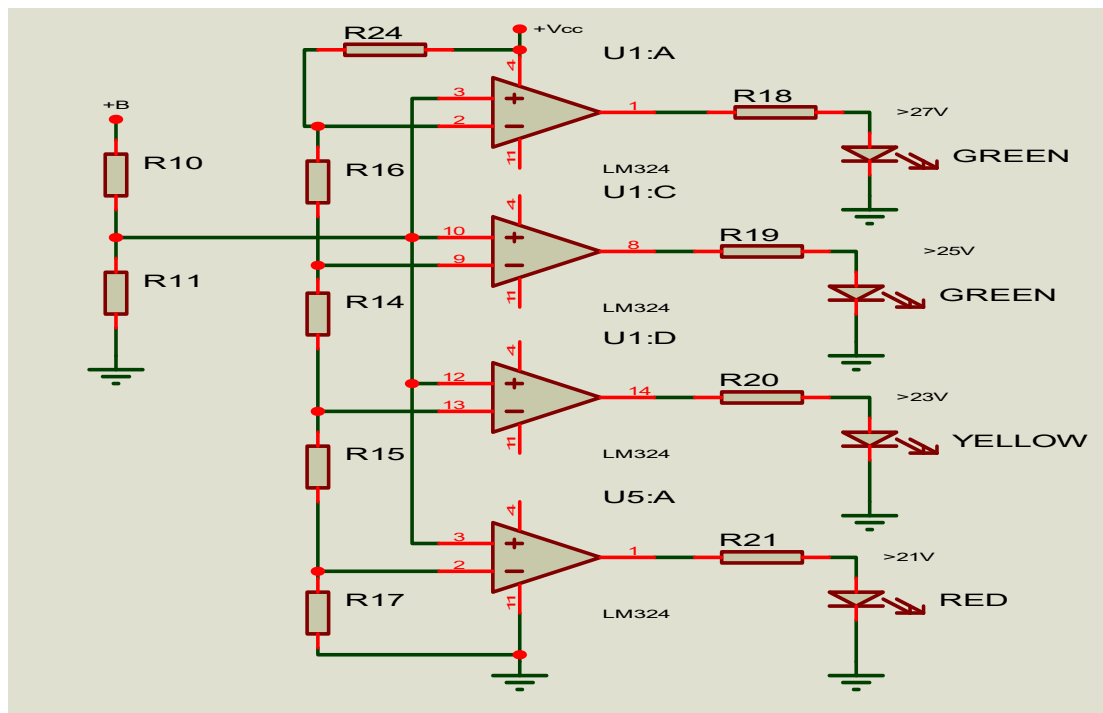 R24
+Vcc
U1:A
4
+B
3
R18
>27V
1
2
R10
R16
11
LM324
GREEN
U1:C
4
10
R19
>25V
8
9
R11
R14
11
LM324
GREEN
U1:D
4
12
R20
>23V
14
13
R15
11
LM324
YELLOW
U5:A
4
3
R21
>21V
1
2
R17
11
LM324
RED